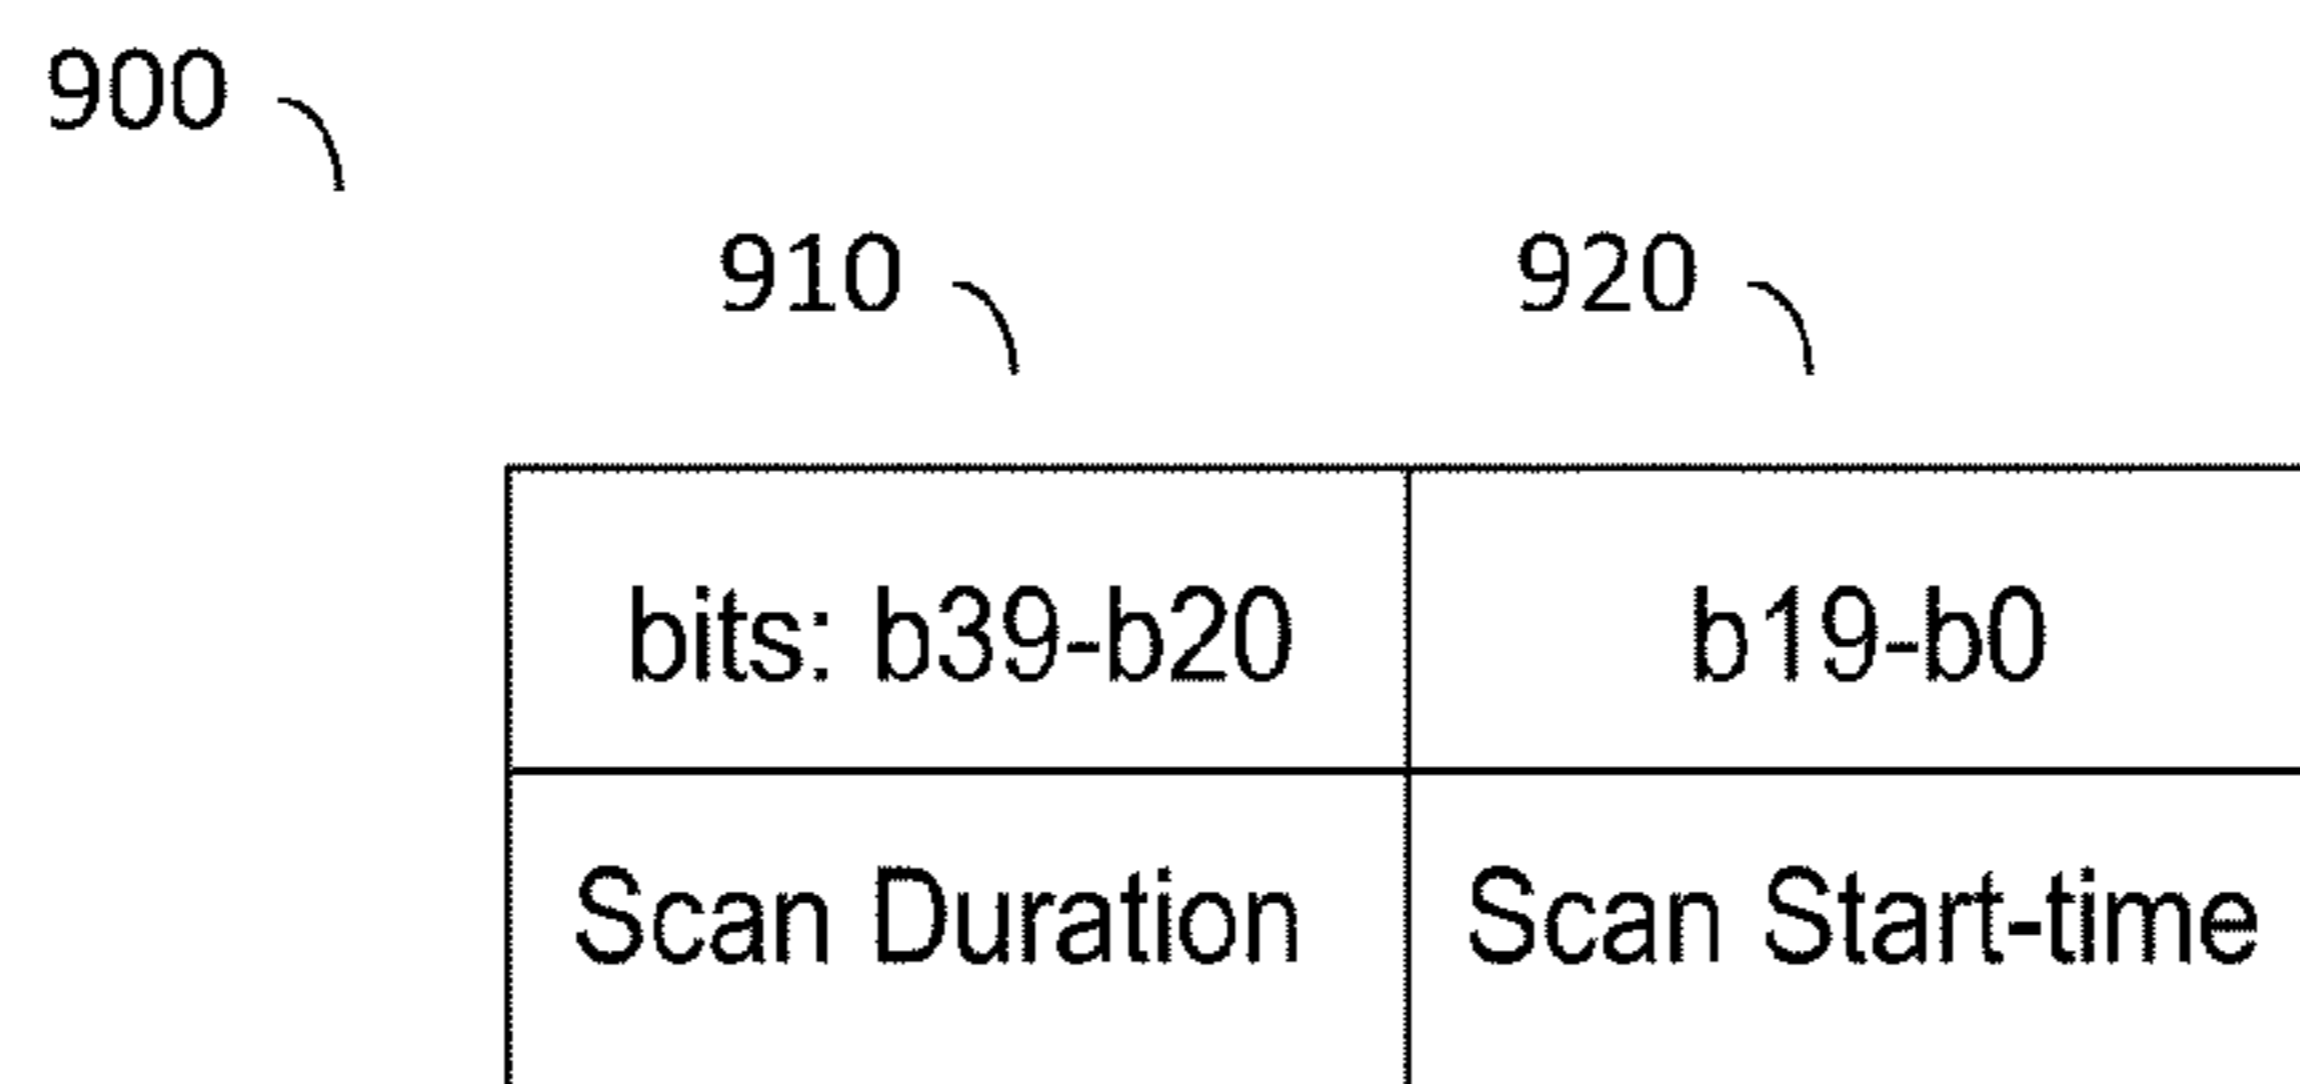 900
910 920
bits: b39-b20 b19-b0
Scan Duration Scan Start-time